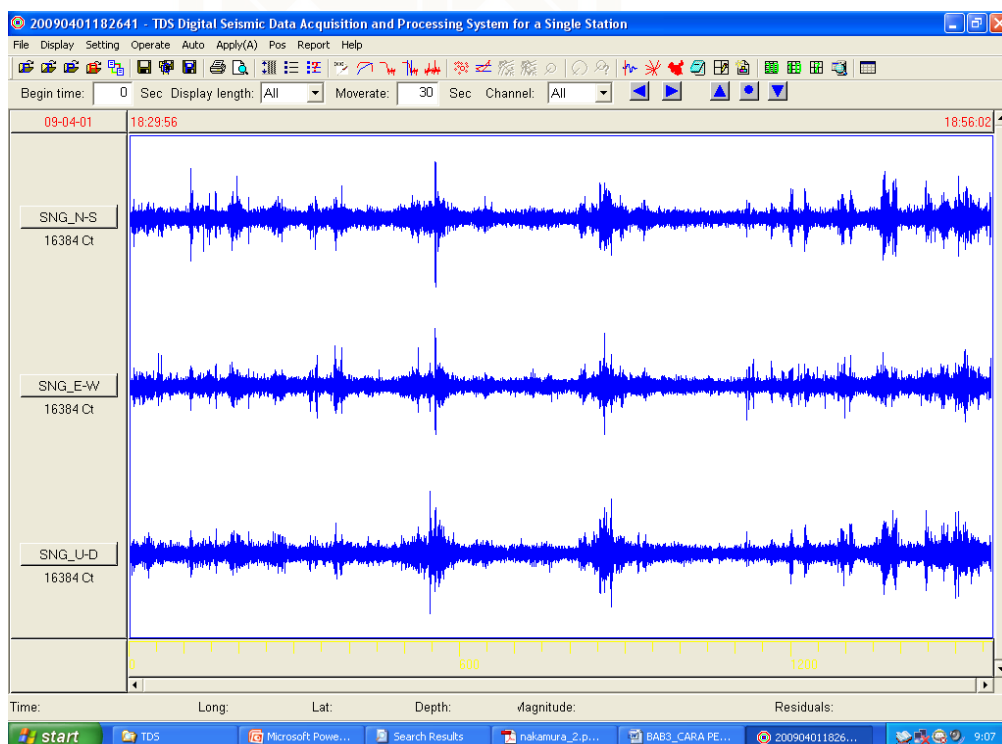 20090401182641 - TDS Digital Seismic Data Acquisition and Processing System for a Single Station
File Display Setting Operate Auto Apply(A) Pos Report Help
Begin time: 0 Sec Display length: All Moverate: 30 Sec Channel: All
09-04-01 18:29:56 18:56:02
SNG_N-S
16384 Ct
SNG_E-W
16384 Ct
SNG_U-D
16384 Ct
0 600 1200
Time: Long: Lat: Depth: Magnitude: Residuals:
start TDS Microsoft Powe... Search Results nakamura_2.p... BAB3_CARA PE... 200904011826... 9:07